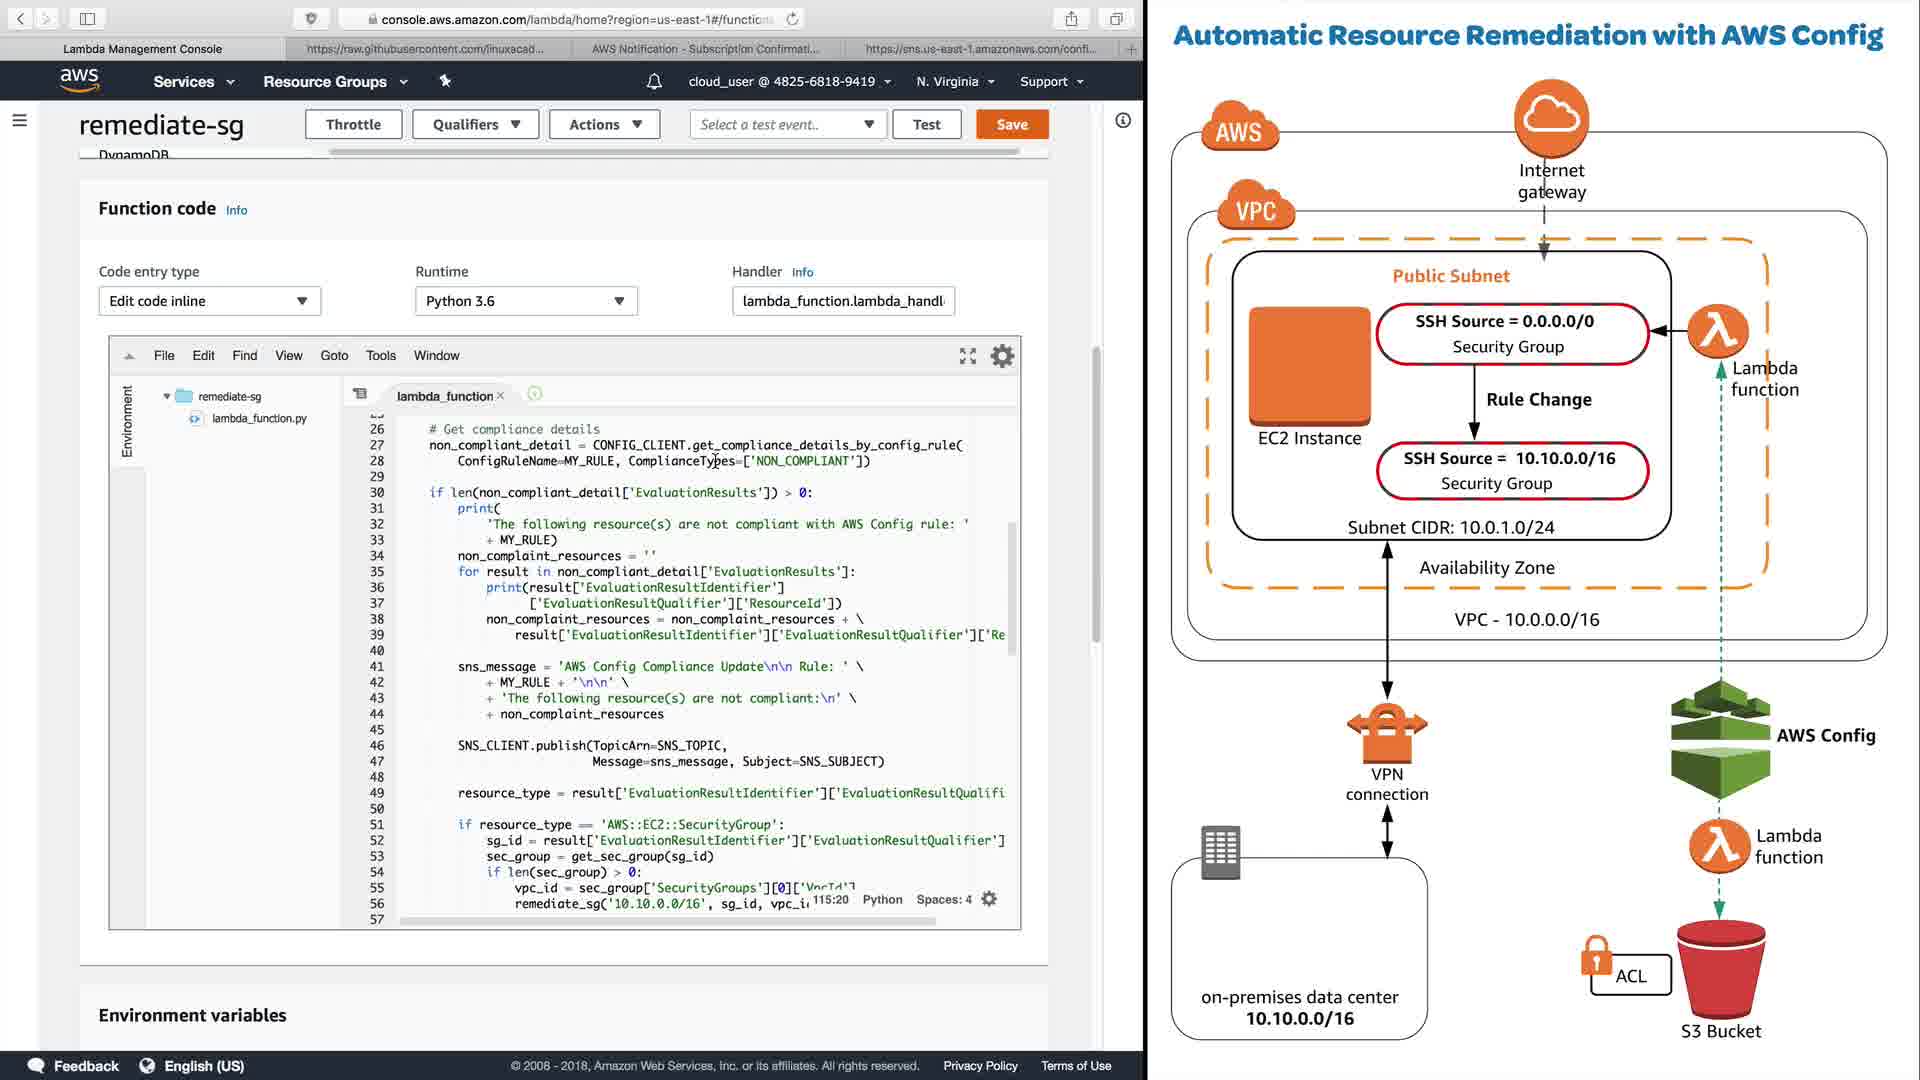 console.aws.amazon.com/lambda/home?region=us-east-1#/functio
Lambda Management Console
https://raw.githubusercontent.com/linuxacad...
AWS Notification - Subscription Confirmati...
https://sns.us-east-1.amazonaws.com/confi...
aws
Services
Resource Groups
cloud_user @ 4825-6818-9419
N. Virginia
Support
remediate-sg
Throttle
Qualifiers
Actions
Select a test event..
Test
Save
DynamoDB
Function code
Info
Code entry type
Runtime
Handler Info
Edit code inline
Python 3.6
lambda_function.lambda_handl
File Edit Find View Goto Tools Window
Environment
remediate-sg
lambda_function.py
lambda_function ×
25
26 # Get compliance details
27 non_compliant_detail = CONFIG_CLIENT.get_compliance_details_by_config_rule(
28 ConfigRuleName=MY_RULE, ComplianceTypes=['NON_COMPLIANT'])
29
30 if len(non_compliant_detail['EvaluationResults']) > 0:
31 print(
32 'The following resource(s) are not compliant with AWS Config rule: '
33 + MY_RULE)
34 non_complaint_resources = ''
35 for result in non_compliant_detail['EvaluationResults']:
36 print(result['EvaluationResultIdentifier']
37 ['EvaluationResultQualifier']['ResourceId'])
38 non_complaint_resources = non_complaint_resources + \
39 result['EvaluationResultIdentifier']['EvaluationResultQualifier']['Re
40
41 sns_message = 'AWS Config Compliance Update\n\n Rule: ' \
42 + MY_RULE + '\n\n' \
43 + 'The following resource(s) are not compliant:\n' \
44 + non_complaint_resources
45
46 SNS_CLIENT.publish(TopicArn=SNS_TOPIC,
47 Message=sns_message, Subject=SNS_SUBJECT)
48
49 resource_type = result['EvaluationResultIdentifier']['EvaluationResultQualifi
50
51 if resource_type == 'AWS::EC2::SecurityGroup':
52 sg_id = result['EvaluationResultIdentifier']['EvaluationResultQualifier']
53 sec_group = get_sec_group(sg_id)
54 if len(sec_group) > 0:
55 vpc_id = sec_group['SecurityGroups'][0]['VpcId']
56 remediate_sg('10.10.0.0/16', sg_id, vpc_i
57
115:20 Python Spaces: 4
Environment variables
Feedback
English (US)
© 2008 - 2018, Amazon Web Services, Inc. or its affiliates. All rights reserved.
Privacy Policy
Terms of Use
Automatic Resource Remediation with AWS Config
AWS
Internet
gateway
VPC
Public Subnet
SSH Source = 0.0.0.0/0
Security Group
Lambda
function
Rule Change
EC2 Instance
SSH Source = 10.10.0.0/16
Security Group
Subnet CIDR: 10.0.1.0/24
Availability Zone
VPC - 10.0.0.0/16
AWS Config
VPN
connection
Lambda
function
ACL
on-premises data center
10.10.0.0/16
S3 Bucket